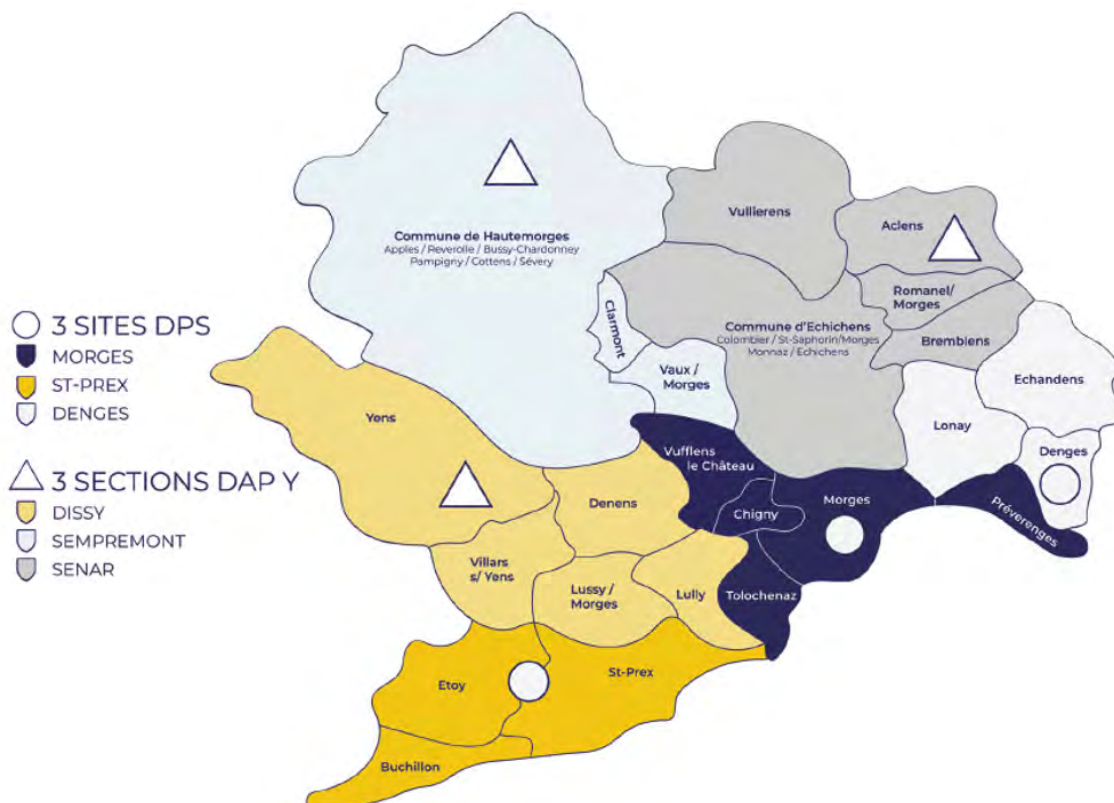 Commune de Hautemorges
Apples / Reverolle / Bussy-Chardonney
Pampigny / Cottens / Sévery
Vullierens
Aclens
Romanel/
Morges
Clarmont
Commune d'Echichens
Colombier / St-Saphorin/Morges
Monnaz / Echichens
Bremblens
Vaux /
Morges
Echandens
Lonay
Denges
Yens
Vufflens
le Château
Denens
Chigny
Morges
Préverenges
Villars
s/ Yens
Lussy /
Morges
Lully
Tolochenaz
Etoy
St-Prex
Buchillon
3 SITES DPS
MORGES
ST-PREX
DENGES
3 SECTIONS DAP Y
DISSY
SEMPREMONT
SENAR